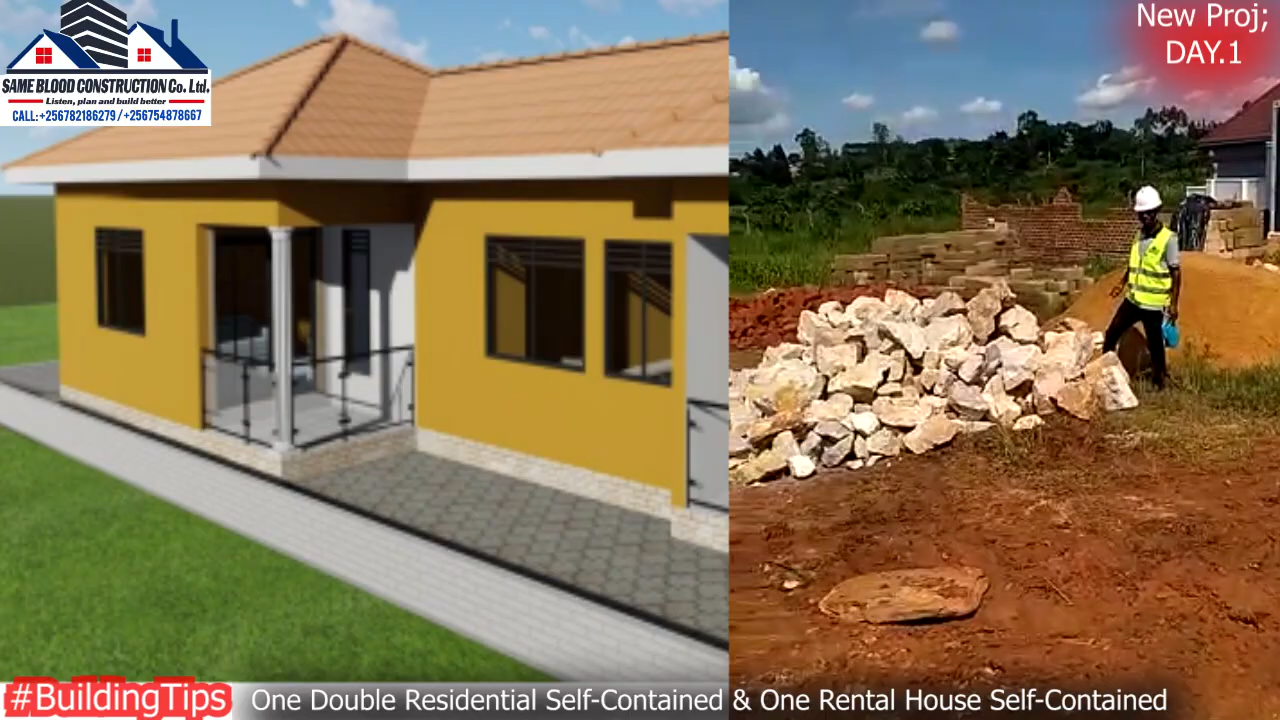 SAME BLOOD CONSTRUCTION Co. Ltd.
Listen, plan and build better
CALL:+256782186279/+256754878667
New Proj;
DAY.1
#BuildingTips
One Double Residential Self-Contained & One Rental House Self-Contained